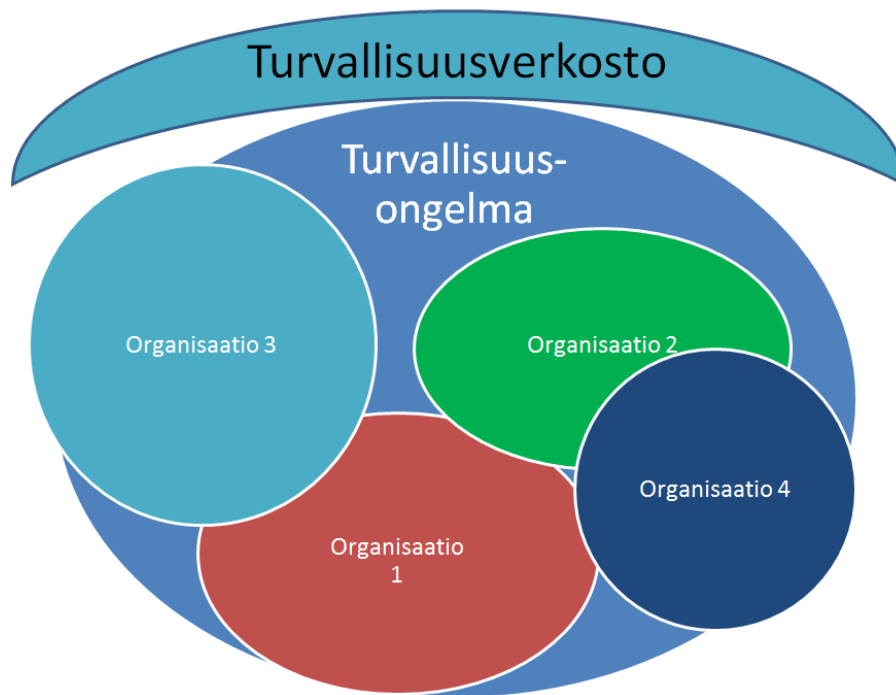 Turvallisuusverkosto
Turvallisuus-
ongelma
Organisaatio 3
Organisaatio 2
Organisaatio 4
Organisaatio
1